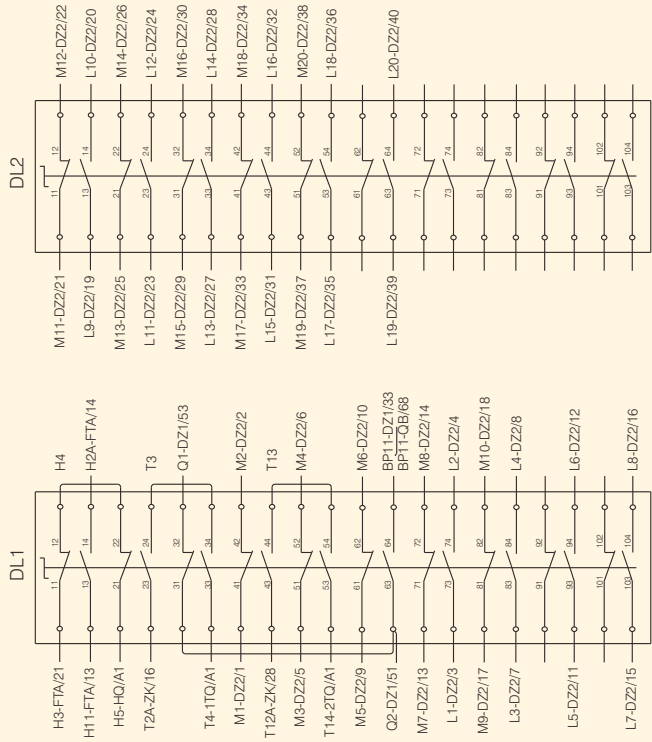 DL2
M12-DZ2/22
L10-DZ2/20
M14-DZ2/26
L12-DZ2/24
M16-DZ2/30
L14-DZ2/28
M18-DZ2/34
L16-DZ2/32
M20-DZ2/38
L18-DZ2/36
L20-DZ2/40
12
14
22
24
32
34
42
44
52
54
62
64
72
74
82
84
92
94
102
104
11
13
21
23
31
33
41
43
51
53
61
63
71
73
81
83
91
93
101
103
M11-DZ2/21
L9-DZ2/19
M13-DZ2/25
L11-DZ2/23
M15-DZ2/29
L13-DZ2/27
M17-DZ2/33
L15-DZ2/31
M19-DZ2/37
L17-DZ2/35
L19-DZ2/39
DL1
H4
H2A-FTA/14
T3
Q1-DZ1/53
M2-DZ2/2
T13
M4-DZ2/6
M6-DZ2/10
BP11-DZ1/33
BP11-QB/68
M8-DZ2/14
L2-DZ2/4
M10-DZ2/18
L4-DZ2/8
L6-DZ2/12
L8-DZ2/16
12
14
22
24
32
34
42
44
52
54
62
64
72
74
82
84
92
94
102
104
11
13
21
23
31
33
41
43
51
53
61
63
71
73
81
83
91
93
101
103
H3-FTA/21
H11-FTA/13
H5-HQ/A1
T2A-ZK/16
T4-1TQ/A1
M1-DZ2/1
T12A-ZK/28
M3-DZ2/5
T14-2TQ/A1
M5-DZ2/9
Q2-DZ1/51
M7-DZ2/13
L1-DZ2/3
M9-DZ2/17
L3-DZ2/7
L5-DZ2/11
L7-DZ2/15